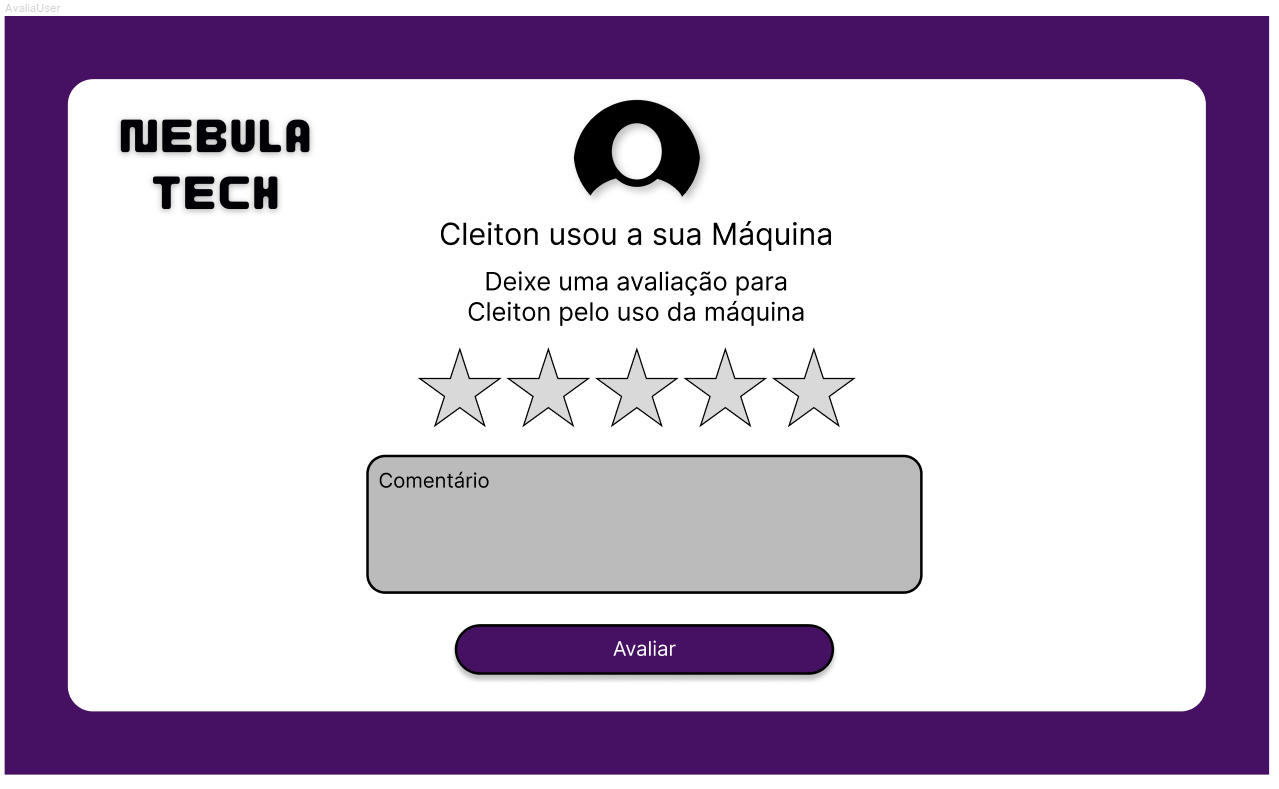 AvaliaUser
NEBULA
TECH
Cleiton usou a sua Máquina
Deixe uma avaliação para
Cleiton pelo uso da máquina
Comentário
Avaliar